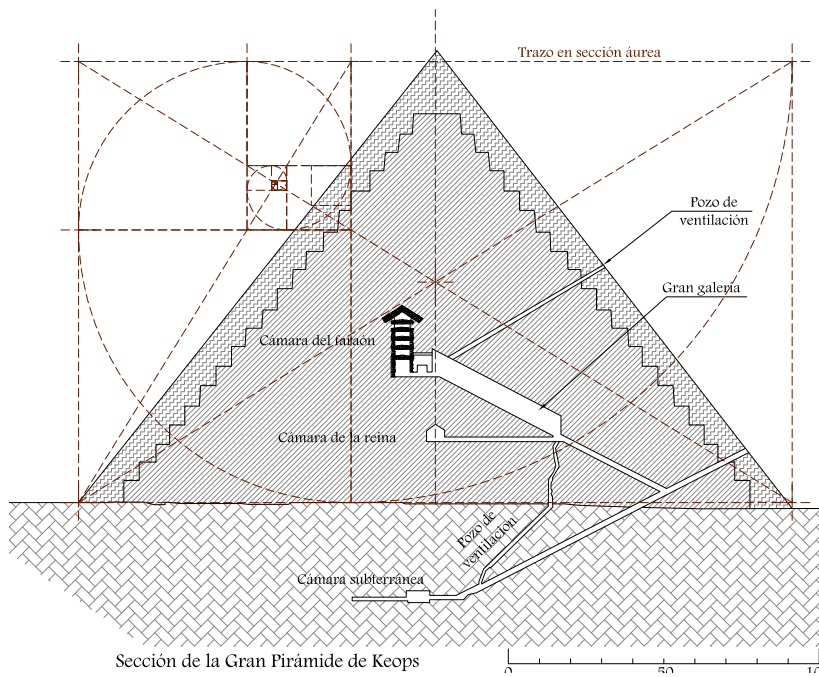 Trazo en sección áurea
Pozo de
ventilación
Gran galería
Cámara del faraón
Cámara de la reina
Pozo de
ventilación
Cámara subterránea
Sección de la Gran Pirámide de Keops
0
50